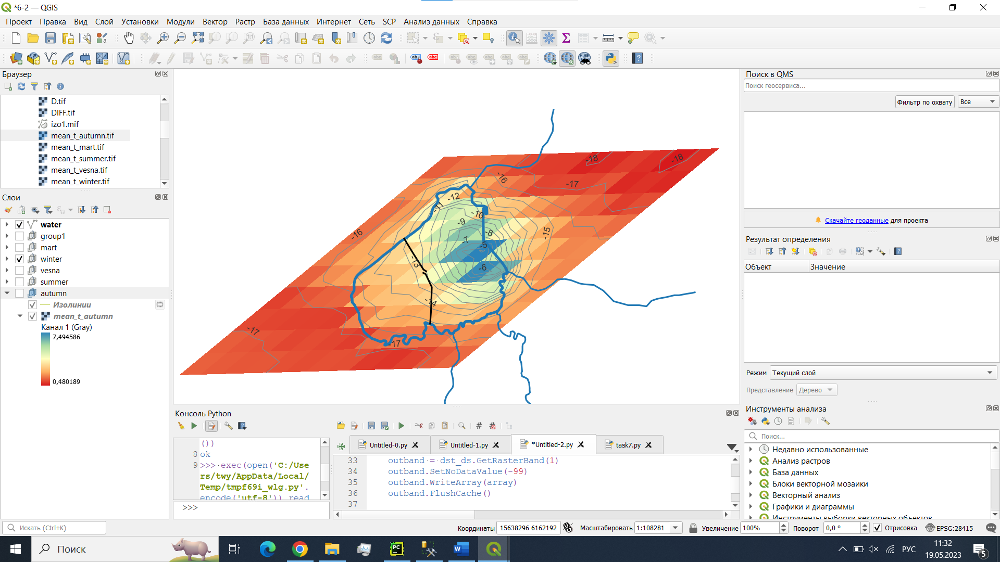 *6-2 — QGIS
Проект Правка Вид Слой Установки Модули Вектор Растр База данных Интернет Сеть SCP Анализ данных Справка
Браузер
D.tif
DIFF.tif
izo1.mif
mean_t_autumn.tif
mean_t_mart.tif
mean_t_summer.tif
mean_t_vesna.tif
mean_t_winter.tif
Слои
water
group1
mart
winter
vesna
summer
autumn
Изолинии
mean_t_autumn
Канал 1 (Gray)
7,494586
0,480189
-18
-18
-16
-17
-12
-11
-10
-9
-8
-15
-16
-7
-5
-13
-6
-14
-17
-17
Консоль Python
())
8 ok
9 >>> exec(open('C:/Use
rs/twy/AppData/Local/
Temp/tmpf69i_wlg.py'.
encode('utf-8')).read
>>>
Untitled-0.py
Untitled-1.py
*Untitled-2.py
task7.py
33 outband = dst_ds.GetRasterBand(1)
34 outband.SetNoDataValue(-99)
35 outband.WriteArray(array)
36 outband.FlushCache()
37
Поиск в QMS
Поиск геосервиса...
Фильтр по охвату Все
Скачайте геоданные для проекта
Результат определения
Объект Значение
Режим Текущий слой
Представление Дерево
Инструменты анализа
Поиск...
Недавно использованные
Анализ растров
База данных
Блоки векторной мозаики
Векторный анализ
Графики и диаграммы
Инструменты выборки векторных объектов
Искать (Ctrl+K)
Координаты 15638296 6162192 Масштабировать 1:108281 Увеличение 100% Поворот 0,0 ° Отрисовка EPSG:28415
Поиск
РУС
11:32
19.05.2023
5